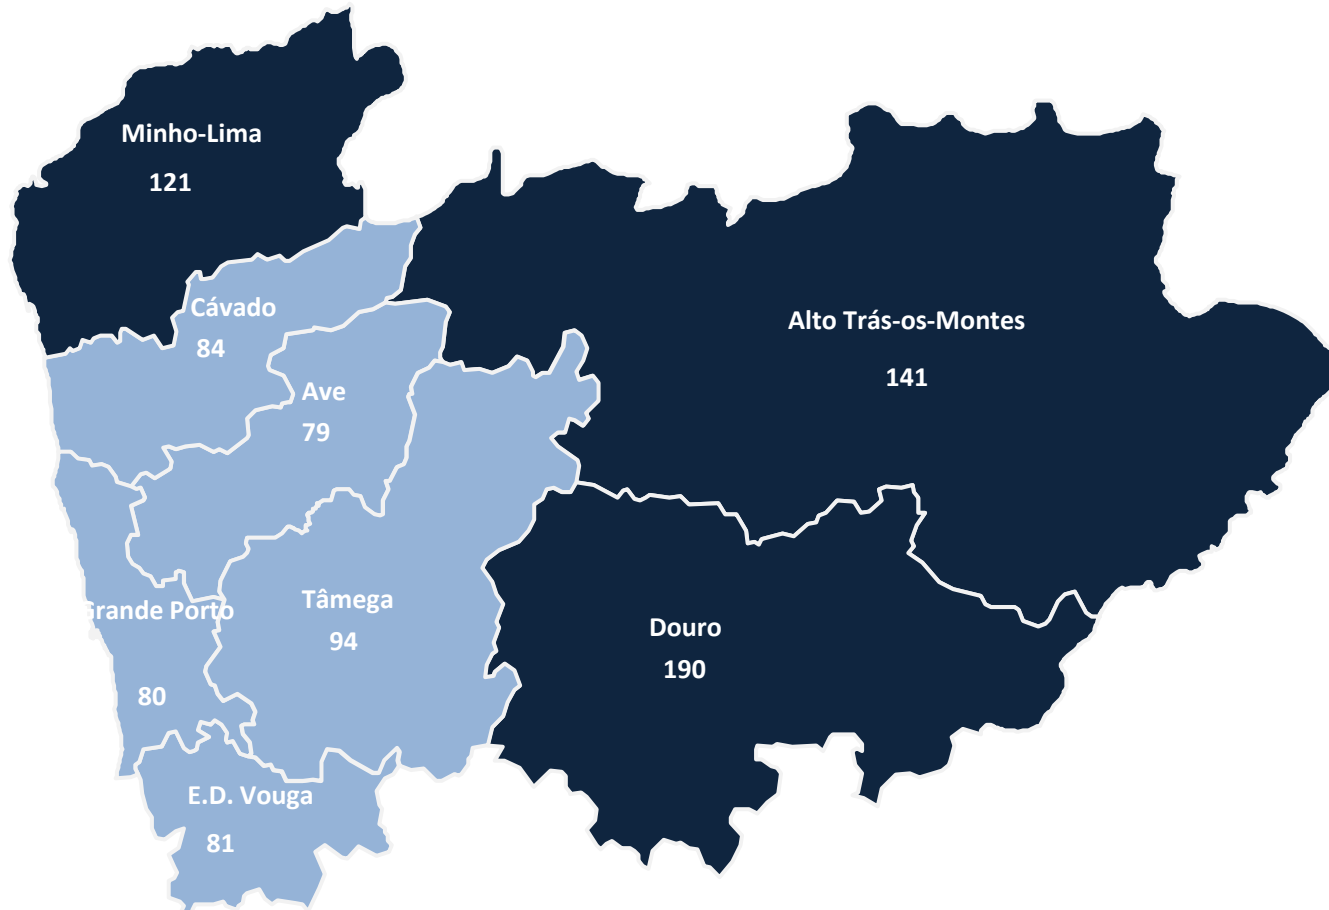 Minho-Lima
121
Cávado
84
Alto Trás-os-Montes
141
Ave
79
Grande Porto
80
Tâmega
94
Douro
190
E.D. Vouga
81